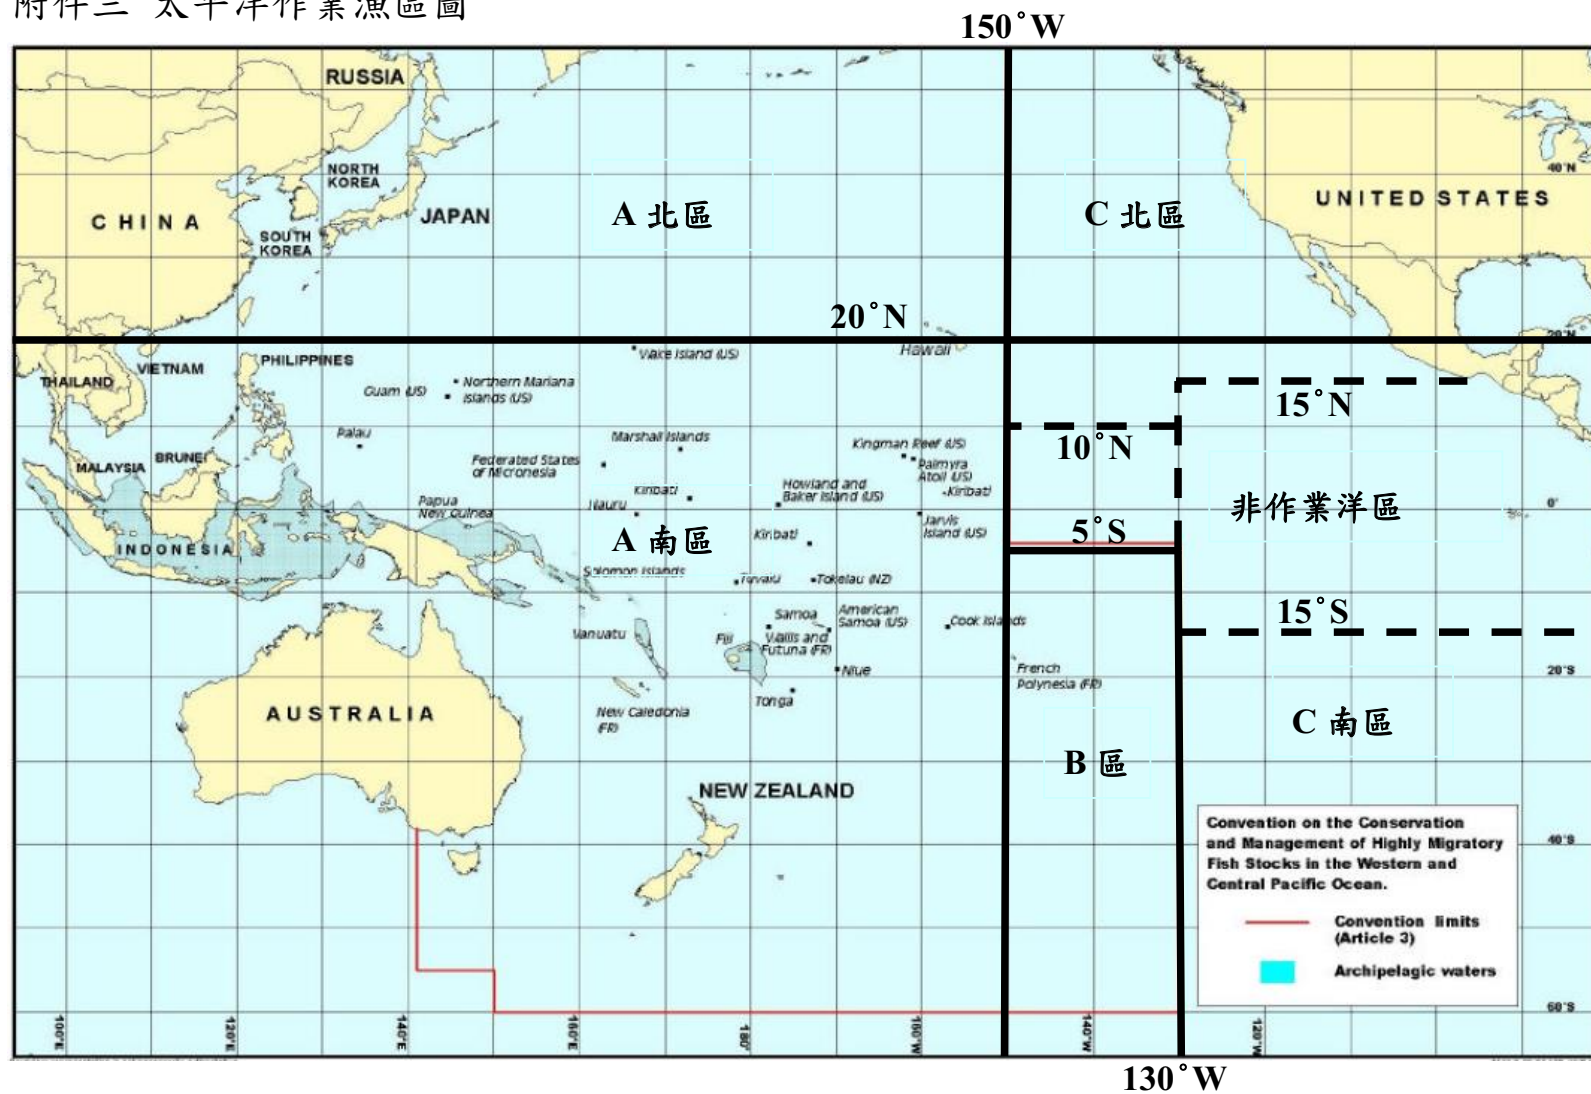 附件三 太平洋作業漁區圖
150°W
RUSSIA
NORTH
KOREA
40°N
CHINA
JAPAN
A 北區
C 北區
UNITED STATES
SOUTH
KOREA
20°N
20°N
Hawaii
Wake Island (US)
PHILIPPINES
VIETNAM
THAILAND
Guam (US)
Northern Mariana
Islands (US)
15°N
Palau
Marshall Islands
10°N
Kingman Reef (US)
Palmyra
Atoll (US)
MALAYSIA
BRUNEI
Federated States
of Micronesia
Kiribati
Howland and
Baker Island (US)
Kiribati
Papua
New Guinea
Nauru
非作業洋區
0°
Jarvis
Island (US)
5°S
INDONESIA
A 南區
Kiribati
Solomon Islands
Tuvalu
Tokelau (NZ)
15°S
Samoa
American
Samoa (US)
Cook Islands
Vanuatu
Fiji
Wallis and
Futuna (FR)
Niue
French
Polynesia (FR)
20°S
Tonga
New Caledonia
(FR)
AUSTRALIA
C 南區
B 區
NEW ZEALAND
Convention on the Conservation
and Management of Highly Migratory
Fish Stocks in the Western and
Central Pacific Ocean.
40°S
Convention limits
(Article 3)
Archipelagic waters
60°S
100°E
120°E
140°E
160°E
180°
160°W
140°W
120°W
130°W